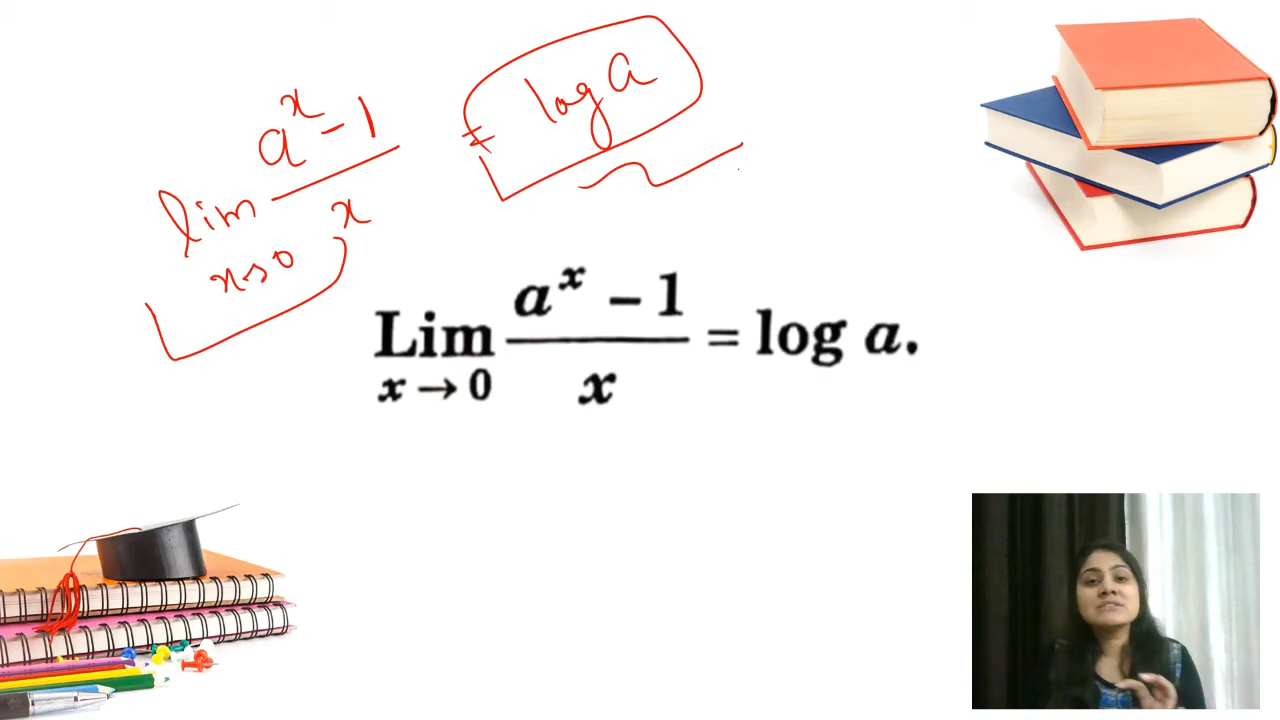 lim x→0 a^x - 1 / x = log a
Lim x → 0 a^x − 1 / x = log a.